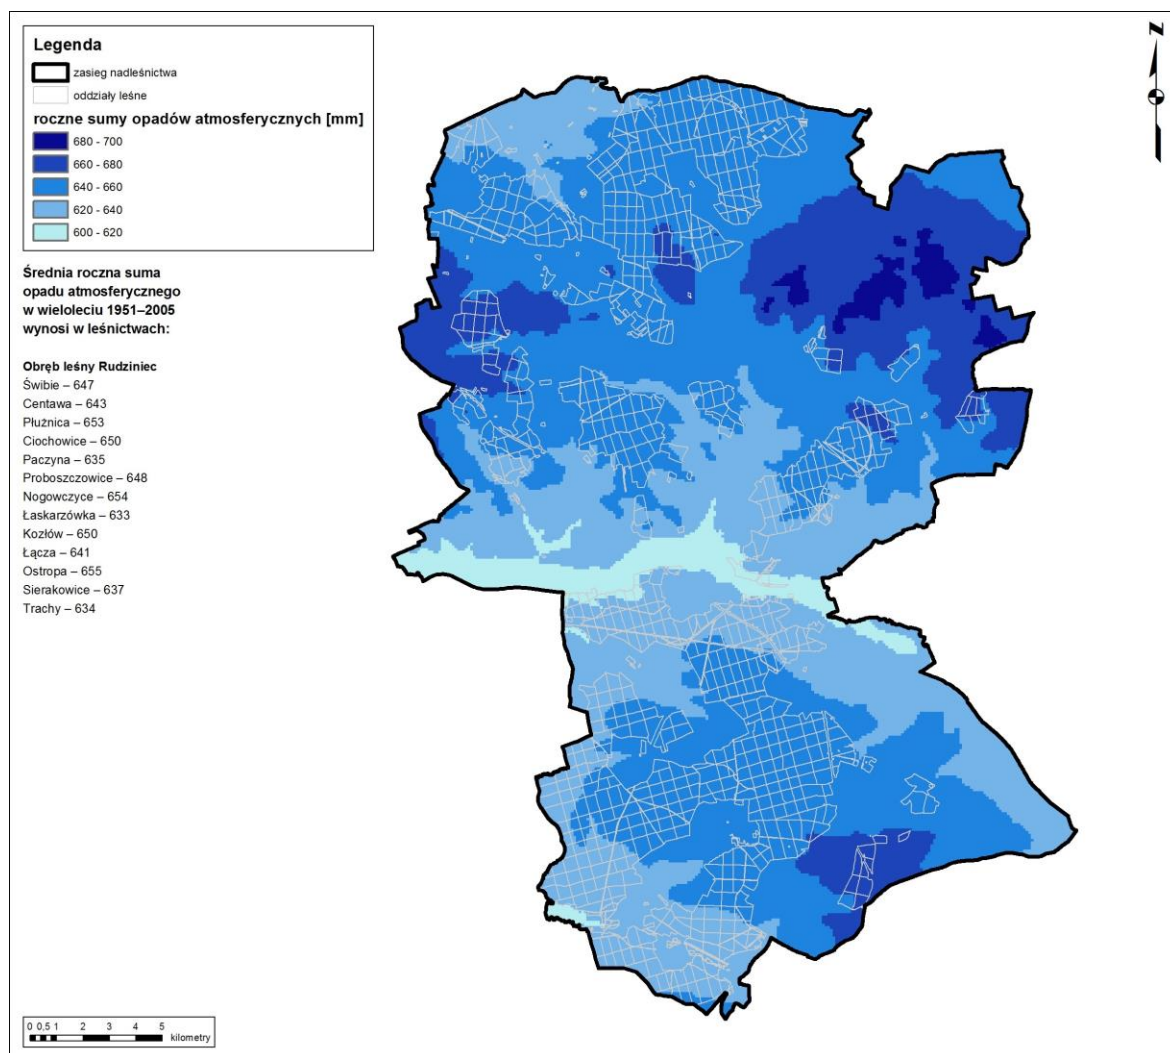 Legenda
zasięg nadleśnictwa
oddziały leśne
roczne sumy opadów atmosferycznych [mm]
680 - 700
660 - 680
640 - 660
620 - 640
600 - 620
Średnia roczna suma
opadu atmosferycznego
w wieloleciu 1951–2005
wynosi w leśnictwach:
Obręb leśny Rudziniec
Świbie – 647
Centawa – 643
Płużnica – 653
Ciochowice – 650
Paczyna – 635
Proboszczowice – 648
Nogowczyce – 654
Łaskarzówka – 633
Kozłów – 650
Łącza – 641
Ostropa – 655
Sierakowice – 637
Trachy – 634
N
0 0,5 1 2 3 4 5
kilometry